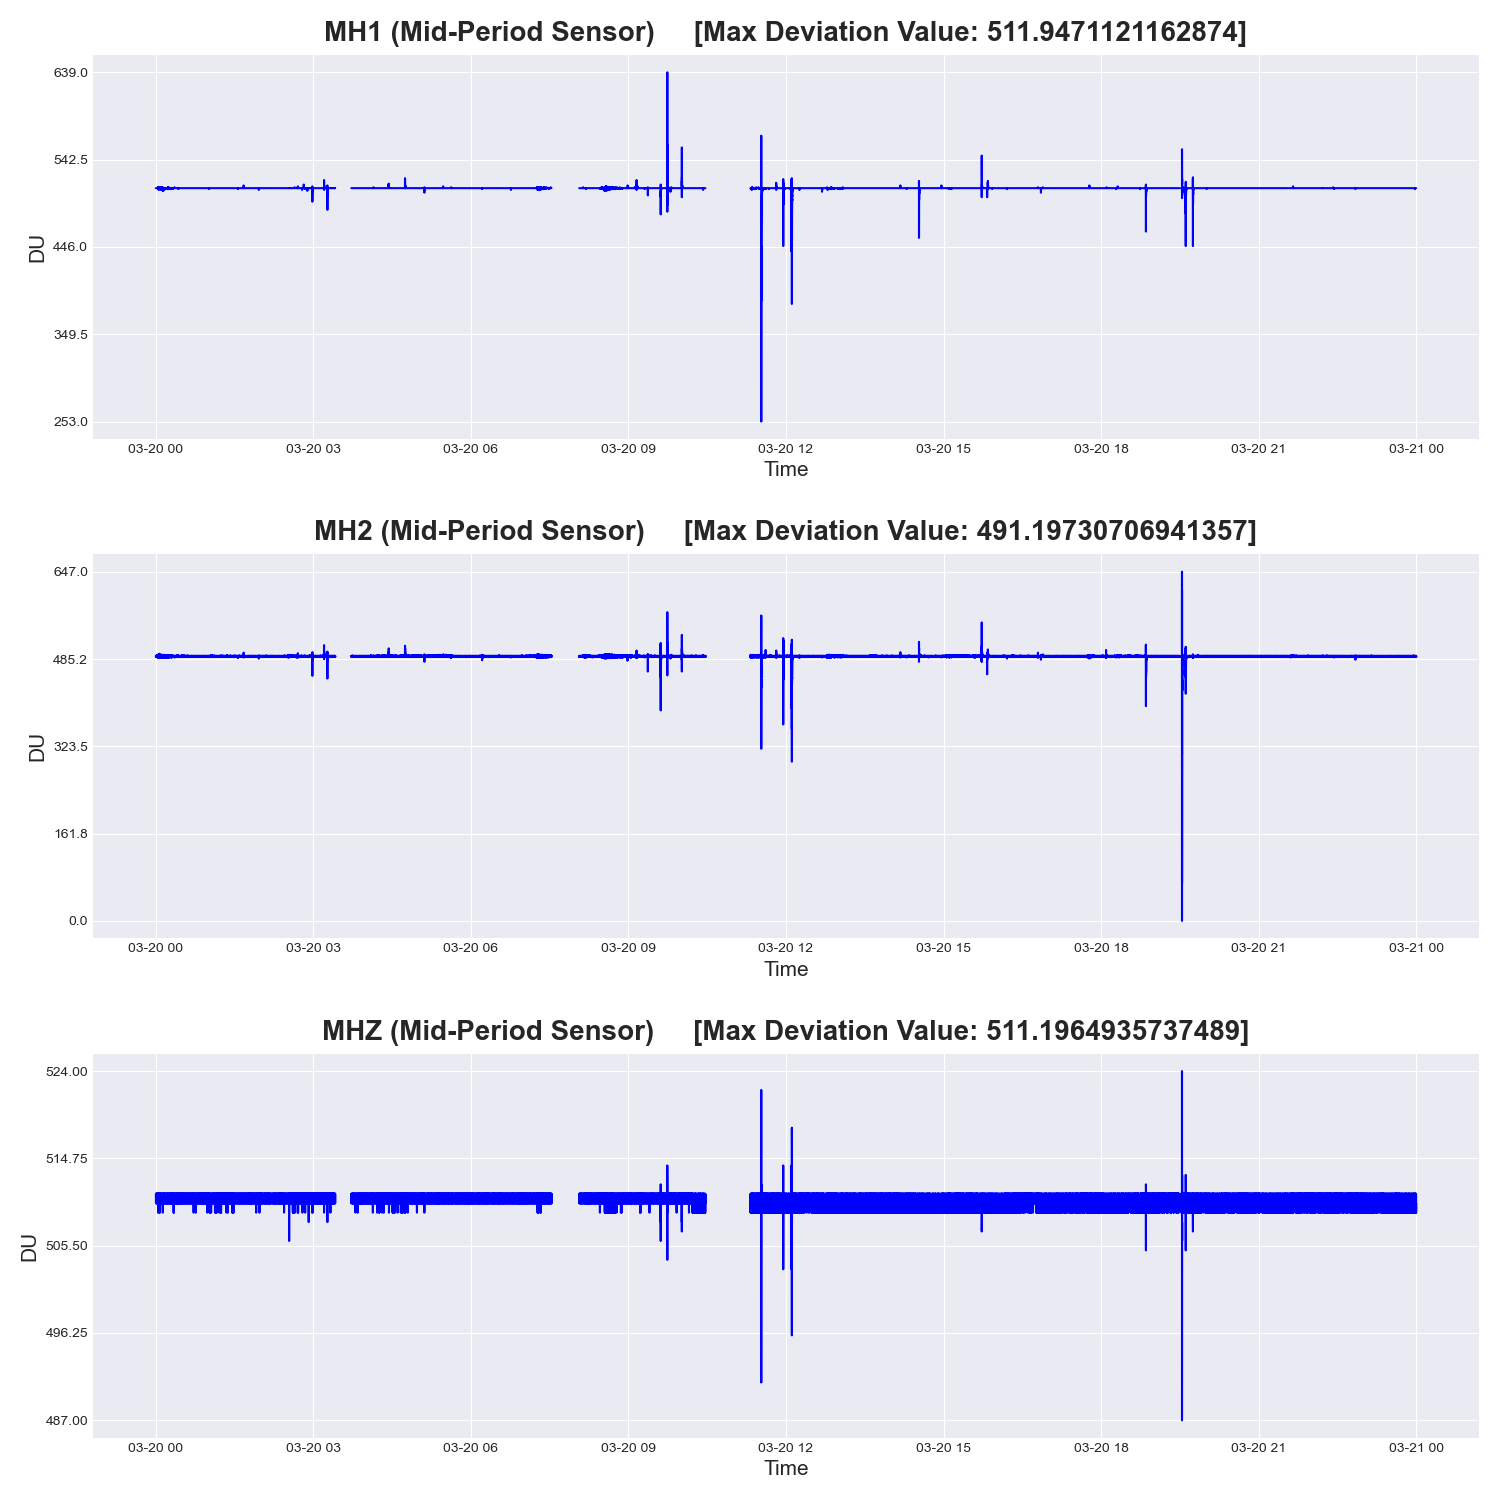 MH1 (Mid-Period Sensor) [Max Deviation Value: 511.9471121162874]
639.0
542.5
446.0
349.5
253.0
DU
03-20 00 03-20 03 03-20 06 03-20 09 03-20 12 03-20 15 03-20 18 03-20 21 03-21 00
Time
MH2 (Mid-Period Sensor) [Max Deviation Value: 491.19730706941357]
647.0
485.2
323.5
161.8
0.0
DU
03-20 00 03-20 03 03-20 06 03-20 09 03-20 12 03-20 15 03-20 18 03-20 21 03-21 00
Time
MHZ (Mid-Period Sensor) [Max Deviation Value: 511.1964935737489]
524.00
514.75
505.50
496.25
487.00
DU
03-20 00 03-20 03 03-20 06 03-20 09 03-20 12 03-20 15 03-20 18 03-20 21 03-21 00
Time